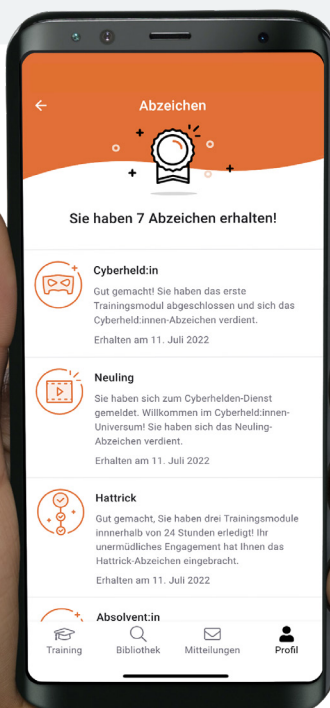 Abzeichen
Sie haben 7 Abzeichen erhalten!
Cyberheld:in
Gut gemacht! Sie haben das erste
Trainingsmodul abgeschlossen und sich das
Cyberheld:innen-Abzeichen verdient.
Erhalten am 11. Juli 2022
Neuling
Sie haben sich zum Cyberhelden-Dienst
gemeldet. Willkommen im Cyberheld:innen-
Universum! Sie haben sich das Neuling-
Abzeichen verdient.
Erhalten am 11. Juli 2022
Hattrick
Gut gemacht, Sie haben drei Trainingsmodule
innnerhalb von 24 Stunden erledigt! Ihr
unermüdliches Engagement hat Ihnen das
Hattrick-Abzeichen eingebracht.
Erhalten am 11. Juli 2022
Absolvent:in
Training Bibliothek Mitteilungen Profil